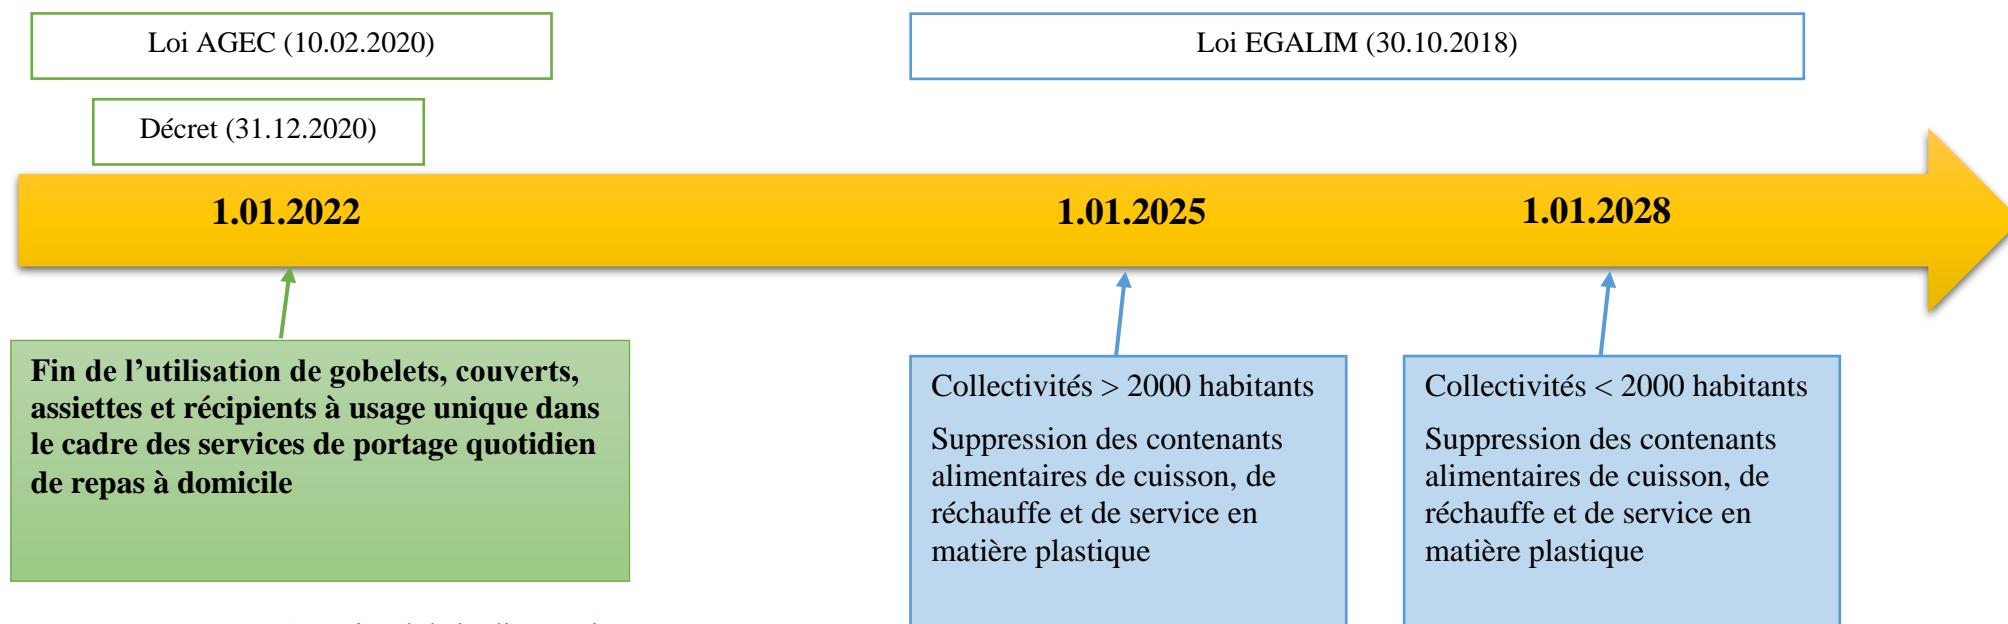 Loi AGEC (10.02.2020)
Loi EGALIM (30.10.2018)
Décret (31.12.2020)
1.01.2022
1.01.2025
1.01.2028
Fin de l’utilisation de gobelets, couverts,
assiettes et récipients à usage unique dans
le cadre des services de portage quotidien
de repas à domicile
Collectivités > 2000 habitants
Suppression des contenants
alimentaires de cuisson, de
réchauffe et de service en
matière plastique
Collectivités < 2000 habitants
Suppression des contenants
alimentaires de cuisson, de
réchauffe et de service en
matière plastique